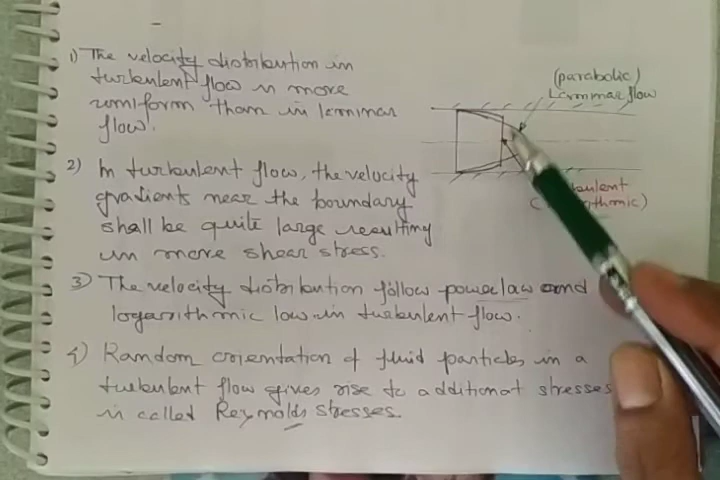 1) The velocity distribution in
turbulent flow is more
uniform than in laminar
flow.
2) In turbulent flow, the velocity
gradients near the boundary
shall be quite large resulting
in more shear stress.
3) The velocity distribution follow power law and
logarithmic law in turbulent flow.
4) Random orientation of fluid particles in a
turbulent flow gives rise to additional stresses
is called Reynolds stresses.
(parabolic)
Laminar flow